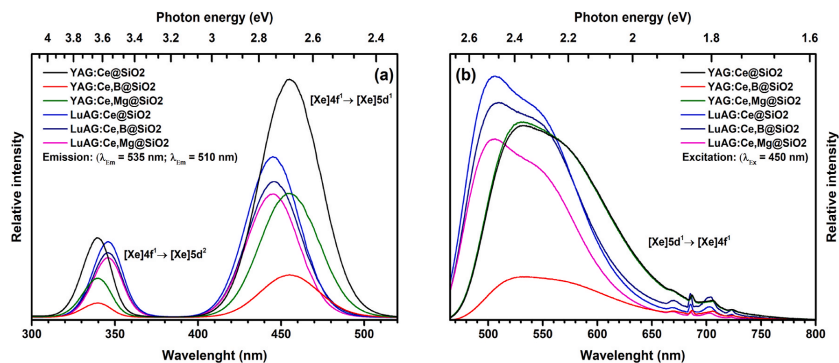 Photon energy (eV)
4 3.8 3.6 3.4 3.2 3 2.8 2.6 2.4
(a)
YAG:Ce@SiO2
YAG:Ce,B@SiO2
YAG:Ce,Mg@SiO2
LuAG:Ce@SiO2
LuAG:Ce,B@SiO2
LuAG:Ce,Mg@SiO2
Emission: (λEm = 535 nm; λEm = 510 nm)
[Xe]4f¹→ [Xe]5d¹
[Xe]4f¹→ [Xe]5d²
Relative intensity
300 350 400 450 500
Wavelenght (nm)
Photon energy (eV)
2.6 2.4 2.2 2 1.8 1.6
(b)
YAG:Ce@SiO2
YAG:Ce,B@SiO2
YAG:Ce,Mg@SiO2
LuAG:Ce@SiO2
LuAG:Ce,B@SiO2
LuAG:Ce,Mg@SiO2
Excitation: (λEx = 450 nm)
[Xe]5d¹→ [Xe]4f¹
Relative intensity
500 550 600 650 700 750 800
Wavelenght (nm)